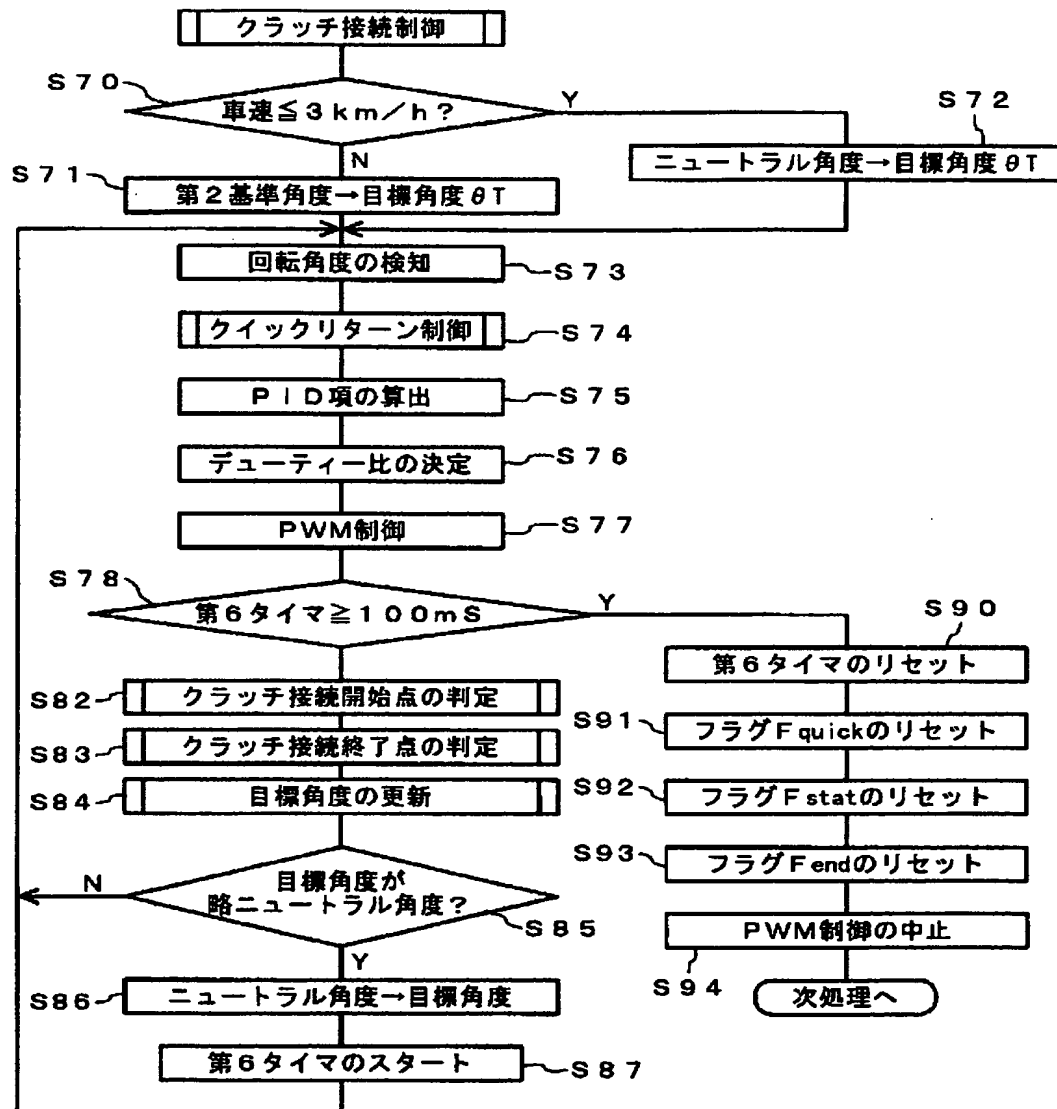 クラッチ接続制御
S70
車速≦3km/h?
Y
N
S72
ニュートラル角度→目標角度θT
S71
第2基準角度→目標角度θT
回転角度の検知
S73
クイックリターン制御
S74
PID項の算出
S75
デューティー比の決定
S76
PWM制御
S77
S78
第6タイマ≧100mS
Y
S82
クラッチ接続開始点の判定
S83
クラッチ接続終了点の判定
S84
目標角度の更新
N
目標角度が
略ニュートラル角度?
S85
Y
S86
ニュートラル角度→目標角度
第6タイマのスタート
S87
S90
第6タイマのリセット
S91
フラグFquickのリセット
S92
フラグFstatのリセット
S93
フラグFendのリセット
PWM制御の中止
S94
次処理へ